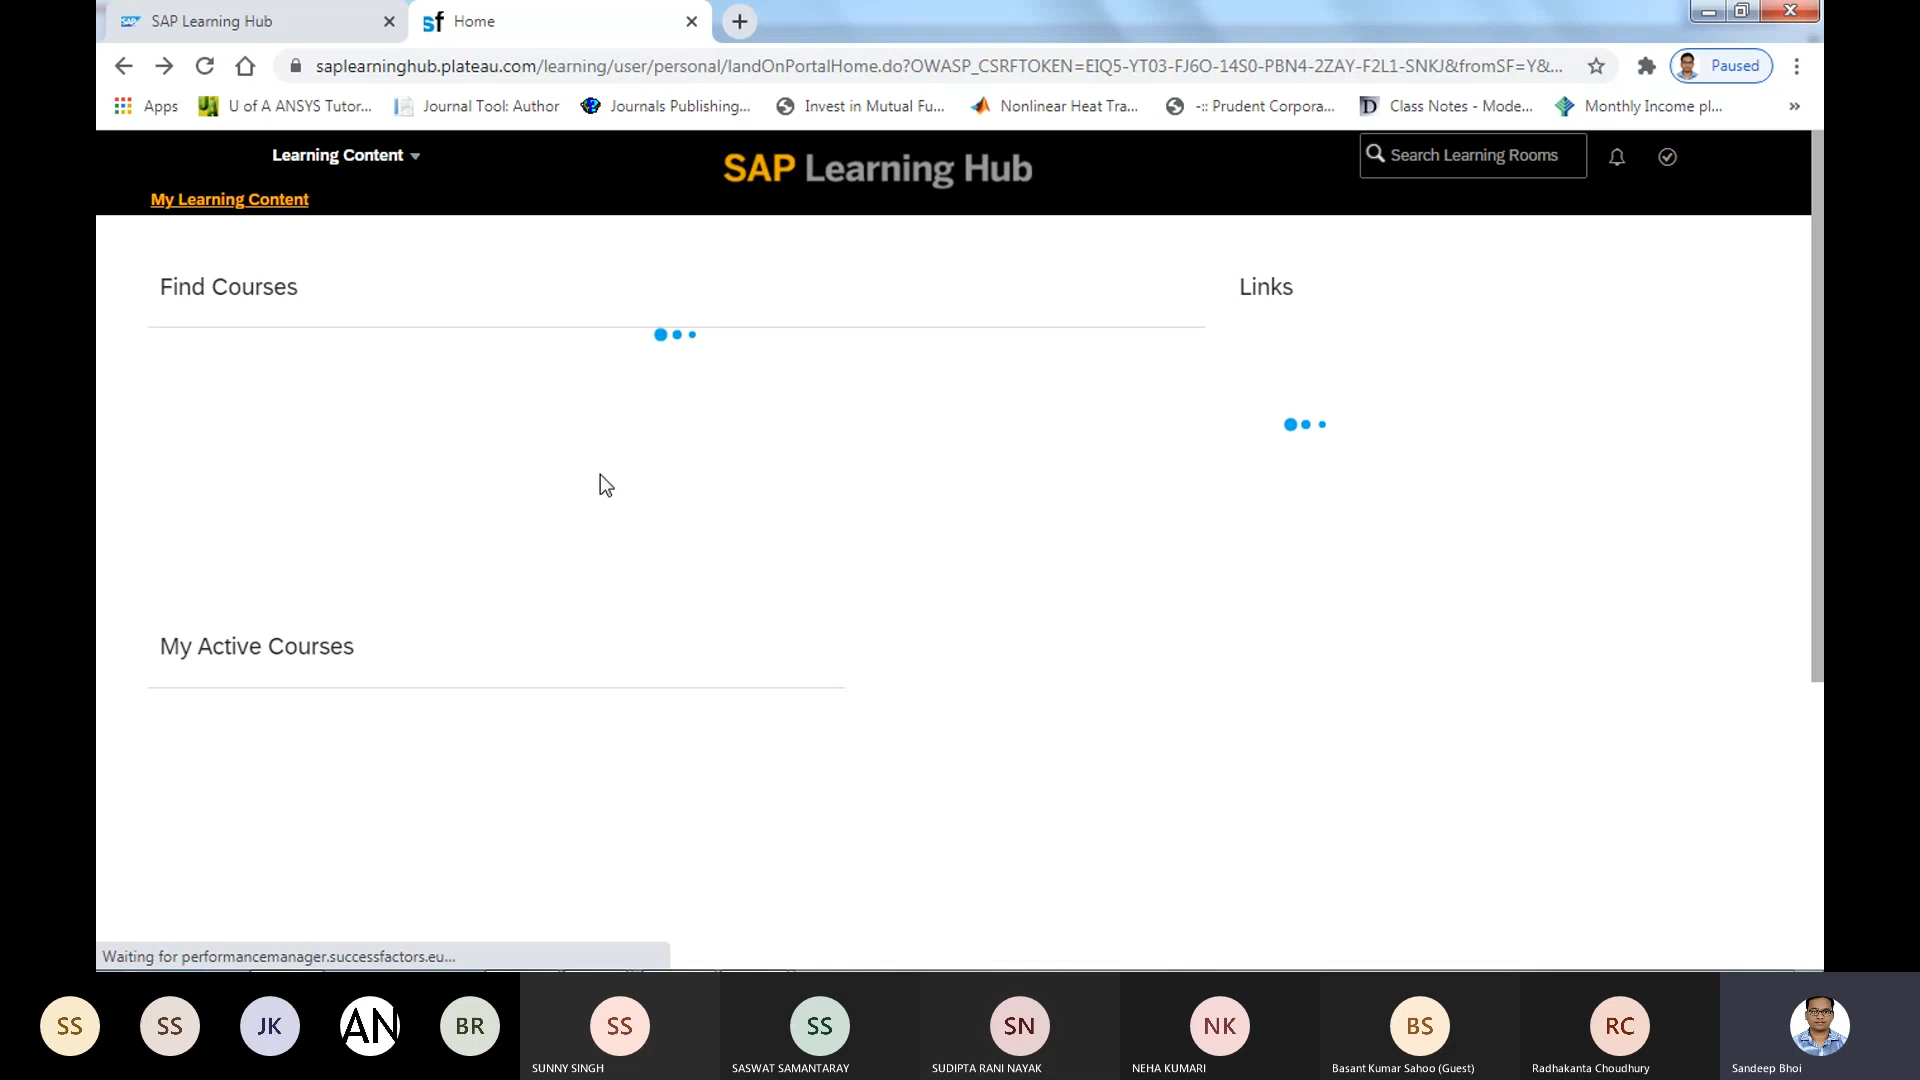 SAP Learning Hub
sf Home
saplearninghub.plateau.com/learning/user/personal/landOnPortalHome.do?OWASP_CSRFTOKEN=EIQ5-YT03-FJ6O-14S0-PBN4-2ZAY-F2L1-SNKJ&fromSF=Y&...
Paused
Apps
U of A ANSYS Tutor...
Journal Tool: Author
Journals Publishing...
Invest in Mutual Fu...
Nonlinear Heat Tra...
-:: Prudent Corpora...
Class Notes - Mode...
Monthly Income pl...
»
Learning Content
SAP Learning Hub
Search Learning Rooms
My Learning Content
Find Courses
Links
My Active Courses
Waiting for performancemanager.successfactors.eu...
SS
SS
JK
AN
BR
SS
SS
SN
NK
BS
RC
SUNNY SINGH
SASWAT SAMANTARAY
SUDIPTA RANI NAYAK
NEHA KUMARI
Basant Kumar Sahoo (Guest)
Radhakanta Choudhury
Sandeep Bhoi